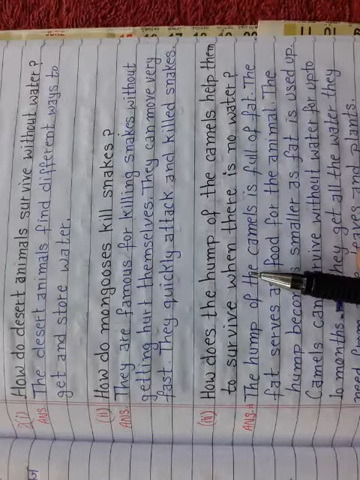 2(i) How do desert animals survive without water?
Ans. The desert animals find different ways to
get and store water.
(ii) How do mongooses kill snakes?
Ans. They are famous for killing snakes without
getting hurt themselves. They can move very
fast. They quickly attack and killed snakes.
How does the hump of the camels help them
to survive when there is no water?
Ans. The hump of the camels is full of fat. The
fat serves as food for the animal. The
hump becomes smaller as fat is used up.
Camels can survive without water for upto
10 months. They get all the water they
need and plants.